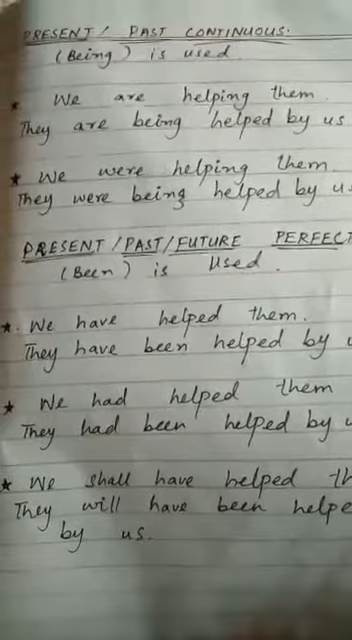 PRESENT / PAST CONTINUOUS.
(Being) is used.
* We are helping them.
They are being helped by us
* We were helping them.
They were being helped by us
PRESENT / PAST / FUTURE PERFECT
(Been) is used.
* We have helped them.
They have been helped by
* We had helped them
They had been helped by
* We shall have helped
They will have been helpe
by us.